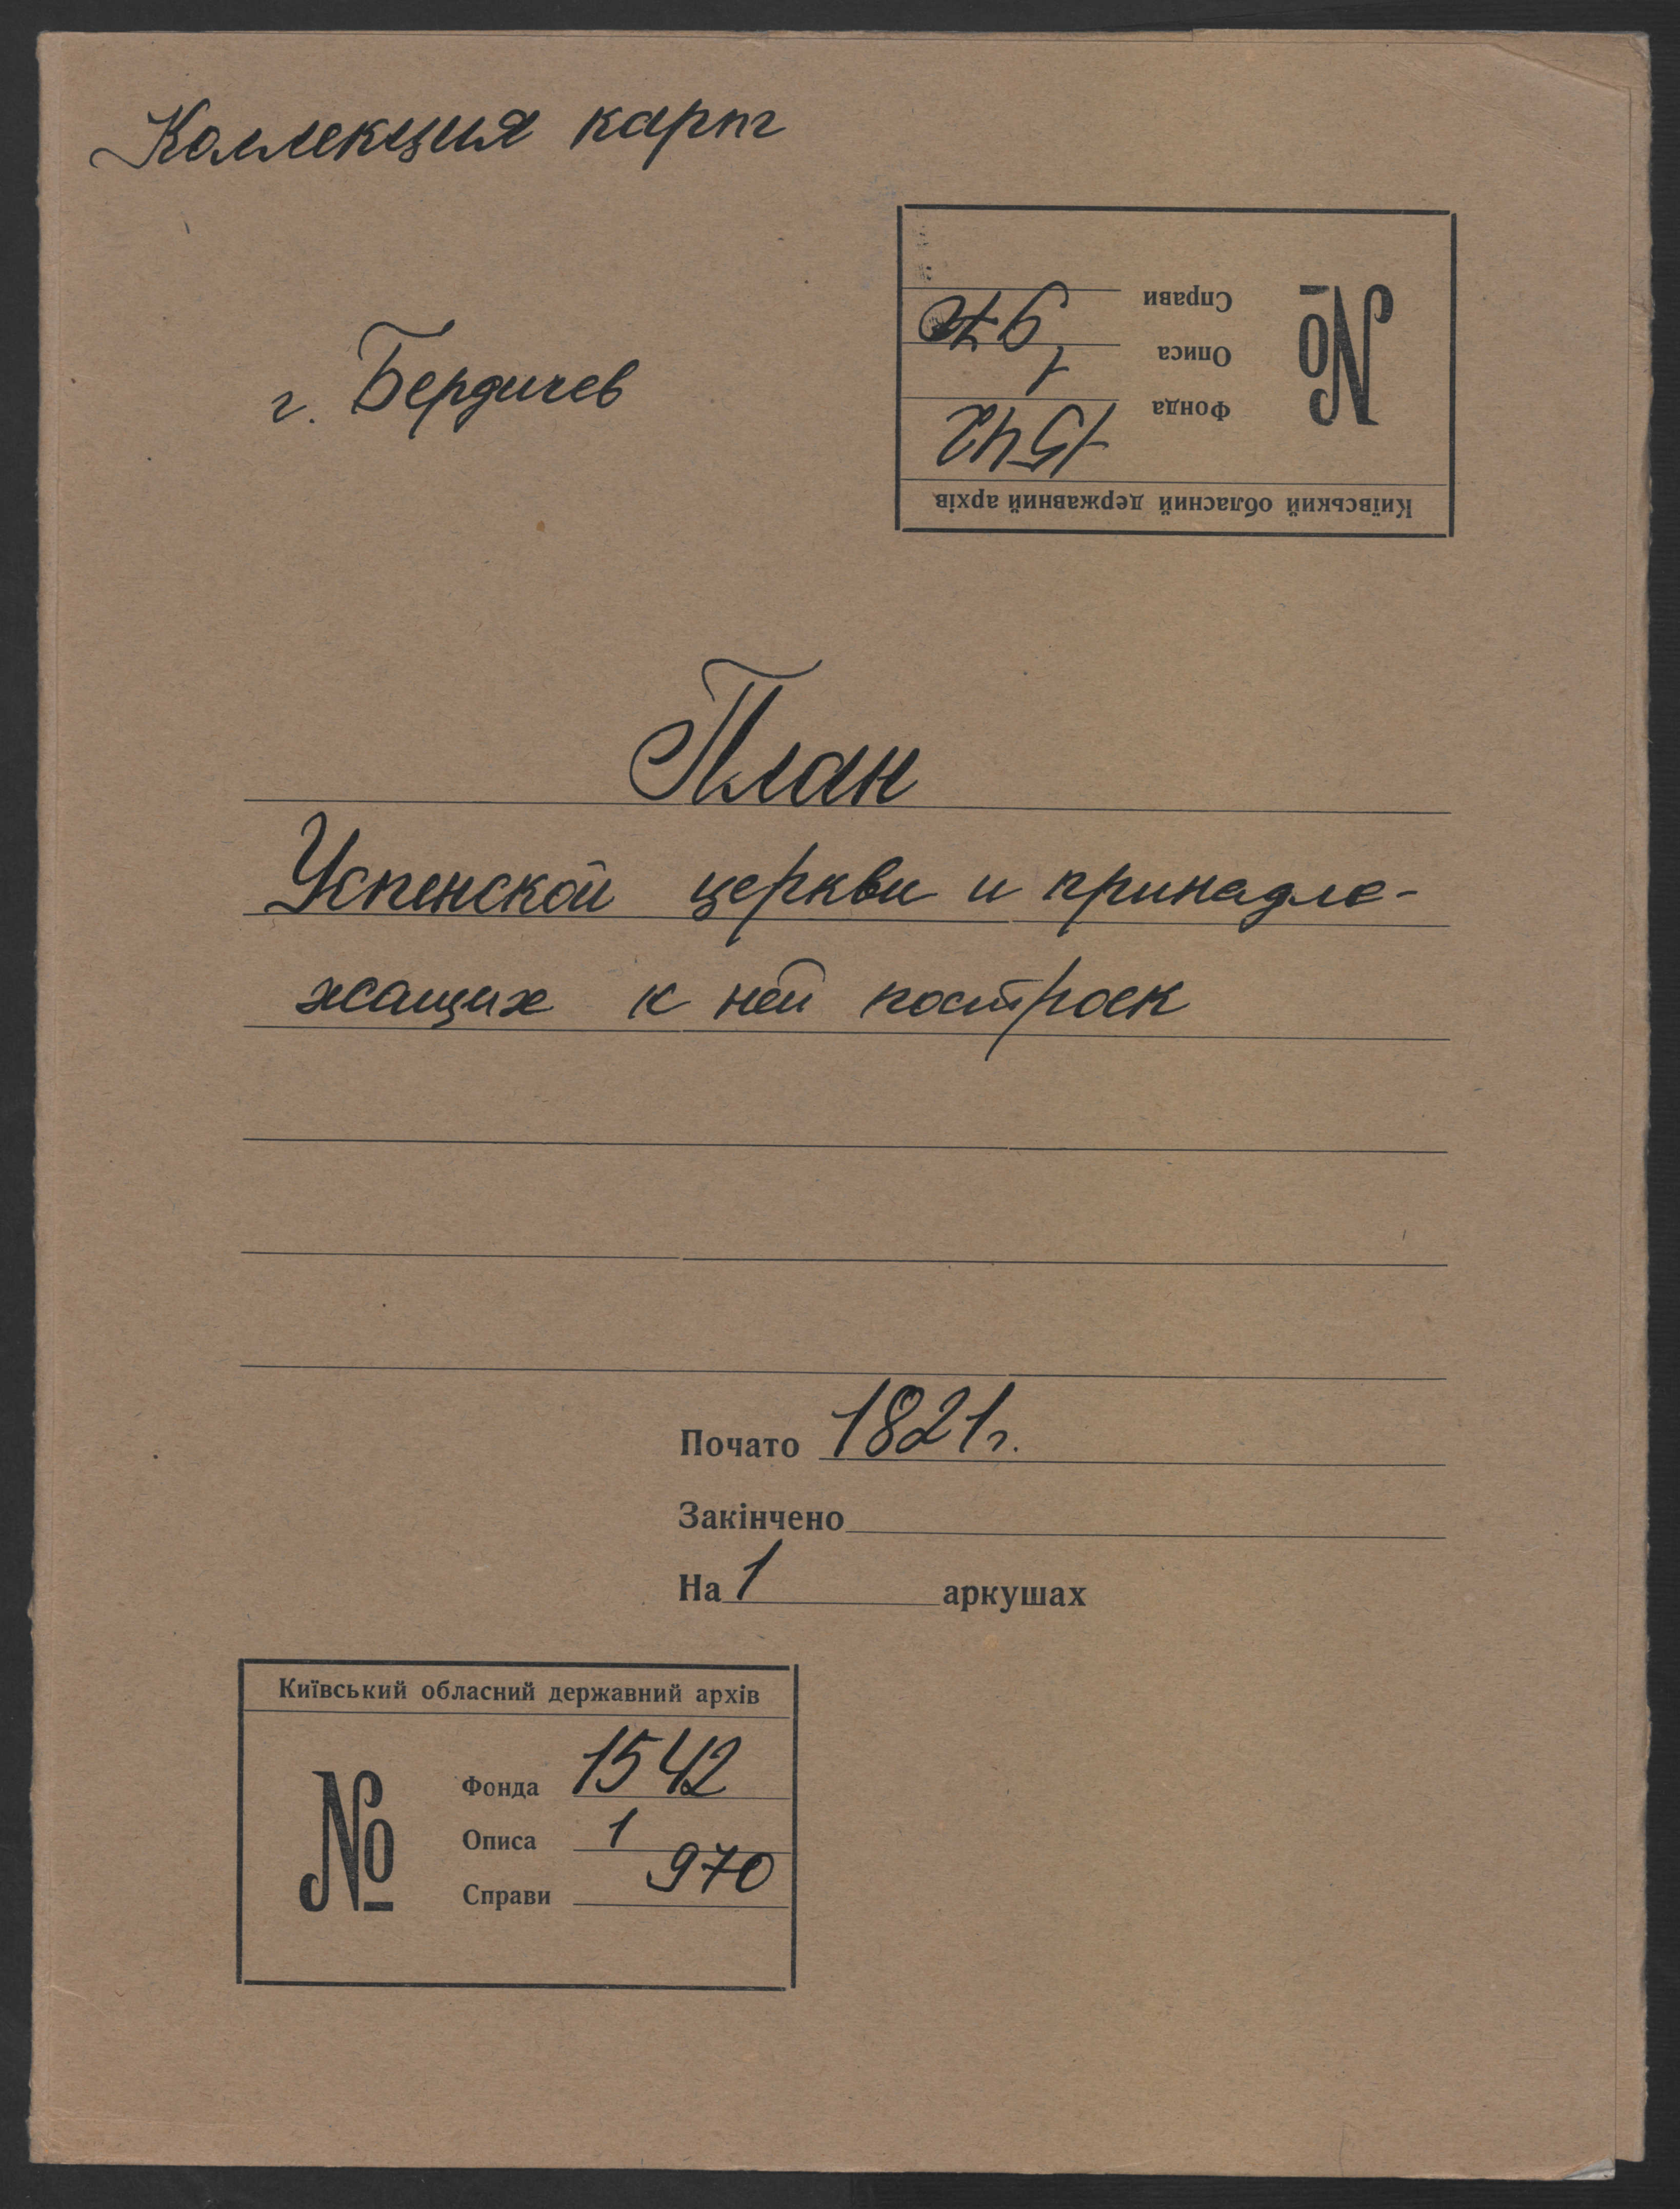 Коллекция карт
Київський обласний державний архів
№
Фонда 1542
Описа 1
Справи 970
г. Бердичев
План
Успенской церкви и принадле-
жащих к ней построек
Почато 1821г.
Закінчено
На 1 аркушах
Київський обласний державний архів
№
Фонда 1542
Описа 1
Справи 970